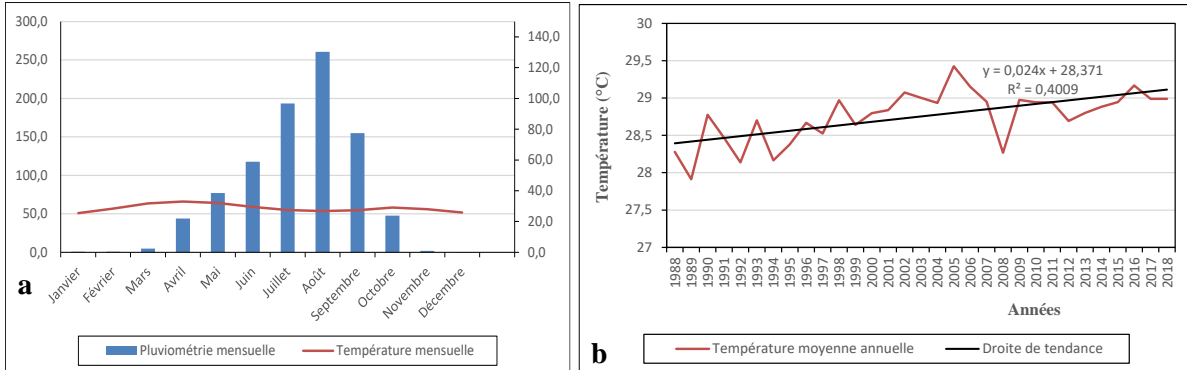 300,0
250,0
200,0
150,0
100,0
50,0
0,0
140,0
120,0
100,0
80,0
60,0
40,0
20,0
0,0
Janvier
Février
Mars
Avril
Mai
Juin
Juillet
Août
Septembre
Octobre
Novembre
Décembre
a
Pluviométrie mensuelle
Température mensuelle
30
29,5
29
28,5
28
27,5
27
Température (°C)
y = 0,024x + 28,371
R² = 0,4009
1988
1989
1990
1991
1992
1993
1994
1995
1996
1997
1998
1999
2000
2001
2002
2003
2004
2005
2006
2007
2008
2009
2010
2011
2012
2013
2014
2015
2016
2017
2018
Années
b
Température moyenne annuelle
Droite de tendance